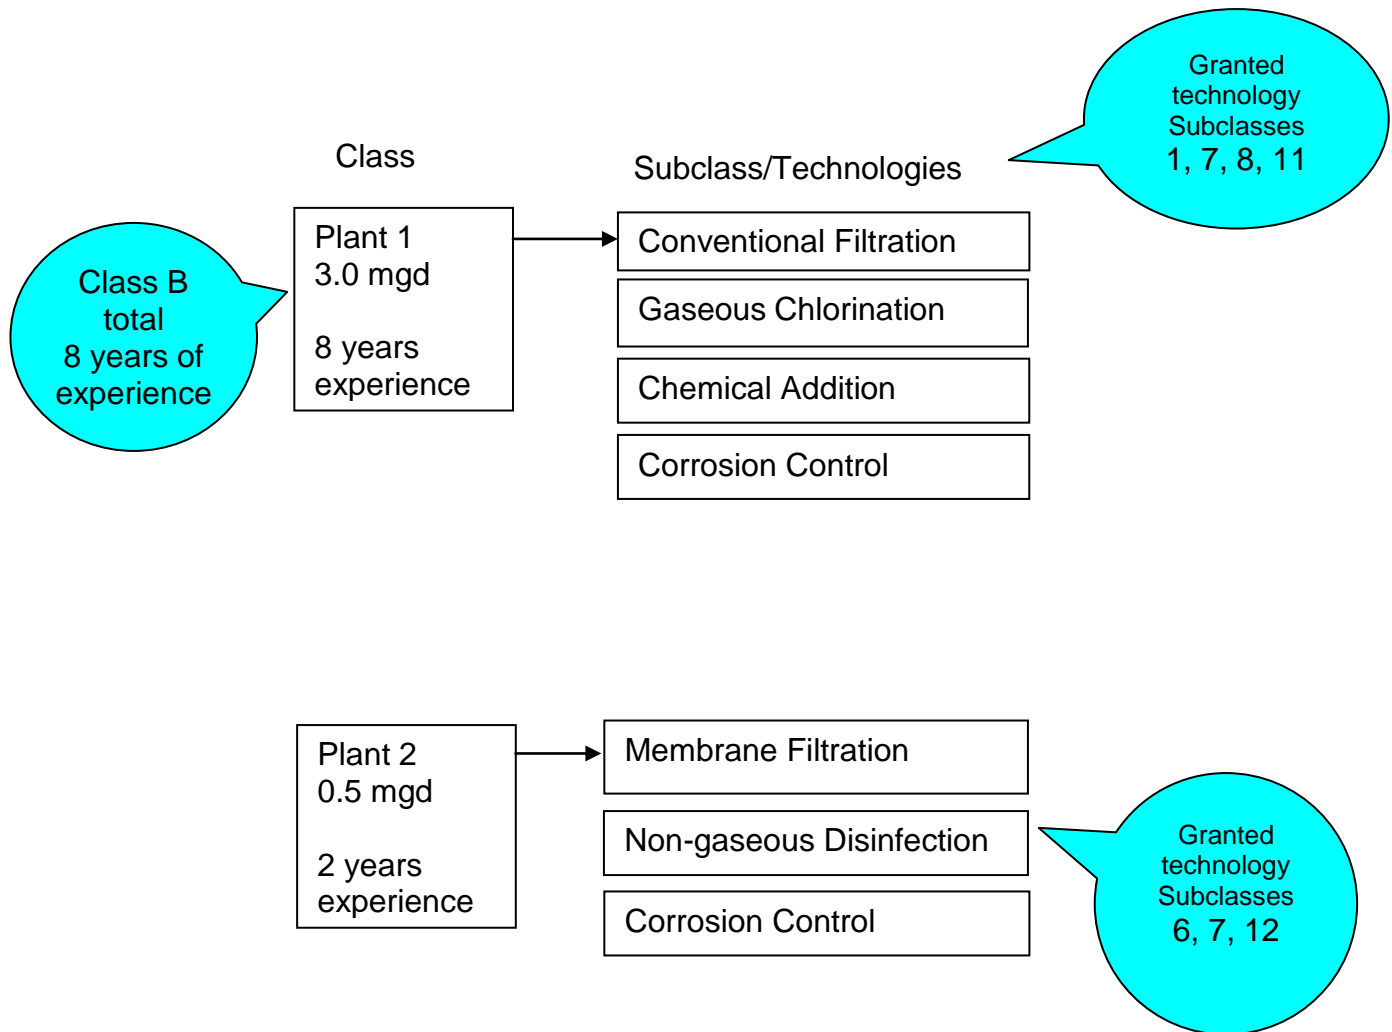 Granted
technology
Subclasses
1, 7, 8, 11
Class
Subclass/Technologies
Class B
total
8 years of
experience
Plant 1
3.0 mgd
8 years
experience
Conventional Filtration
Gaseous Chlorination
Chemical Addition
Corrosion Control
Plant 2
0.5 mgd
2 years
experience
Membrane Filtration
Non-gaseous Disinfection
Corrosion Control
Granted
technology
Subclasses
6, 7, 12